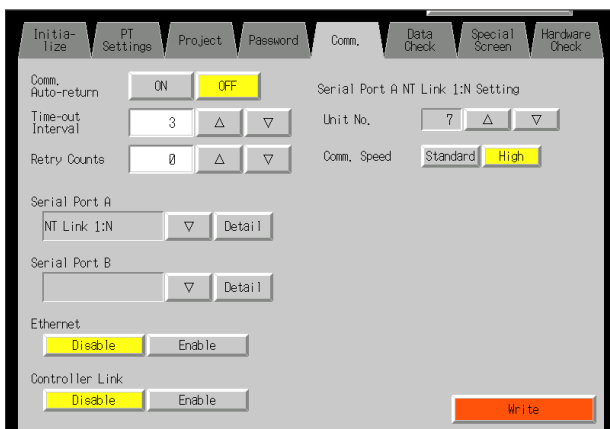 Initia-
lize
PT
Settings
Project
Password
Comm.
Data
Check
Special
Screen
Hardware
Check
Comm.
Auto-return
ON
OFF
Serial Port A NT Link 1:N Setting
Time-out
Interval
3
△
▽
Unit No.
7
△
▽
Retry Counts
0
△
▽
Comm. Speed
Standard
High
Serial Port A
NT Link 1:N
▽
Detail
Serial Port B
▽
Detail
Ethernet
Disable
Enable
Controller Link
Disable
Enable
Write